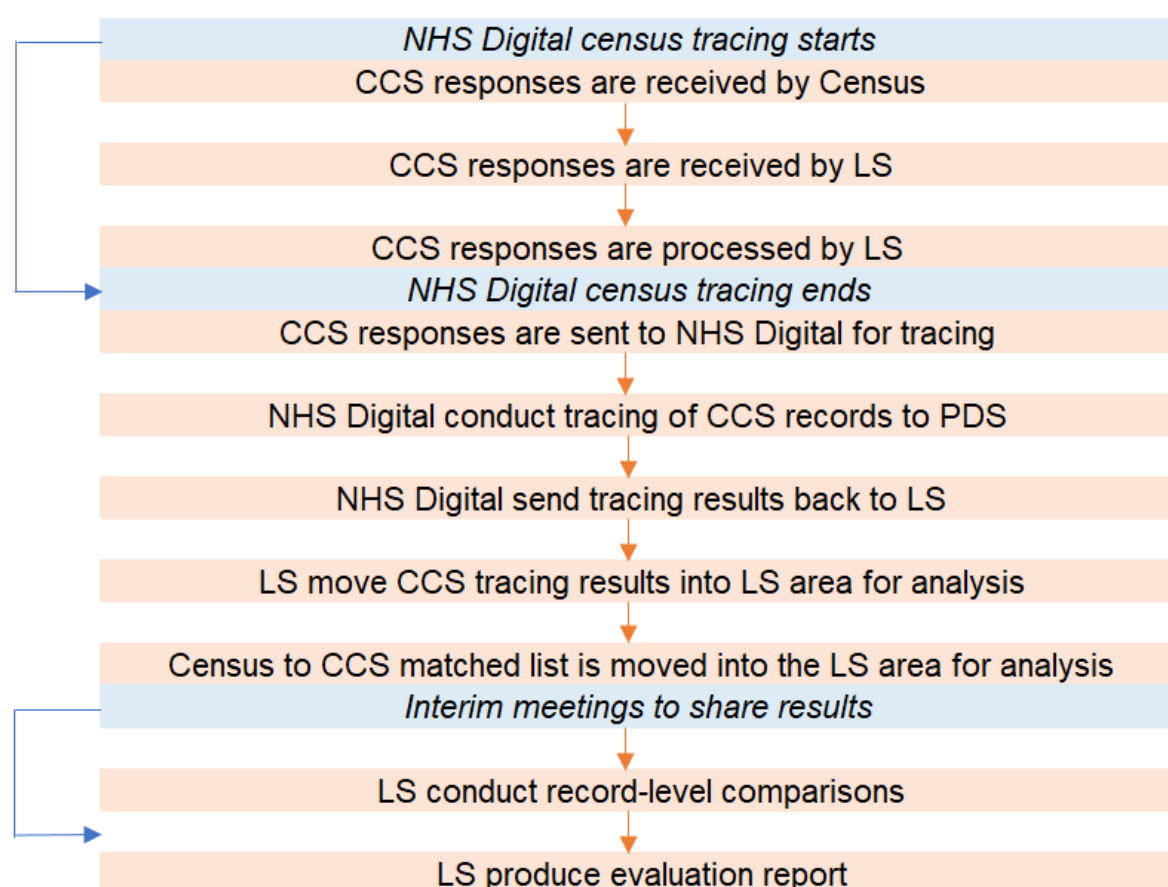 NHS Digital census tracing starts
CCS responses are received by Census
CCS responses are received by LS
CCS responses are processed by LS
NHS Digital census tracing ends
CCS responses are sent to NHS Digital for tracing
NHS Digital conduct tracing of CCS records to PDS
NHS Digital send tracing results back to LS
LS move CCS tracing results into LS area for analysis
Census to CCS matched list is moved into the LS area for analysis
Interim meetings to share results
LS conduct record-level comparisons
LS produce evaluation report